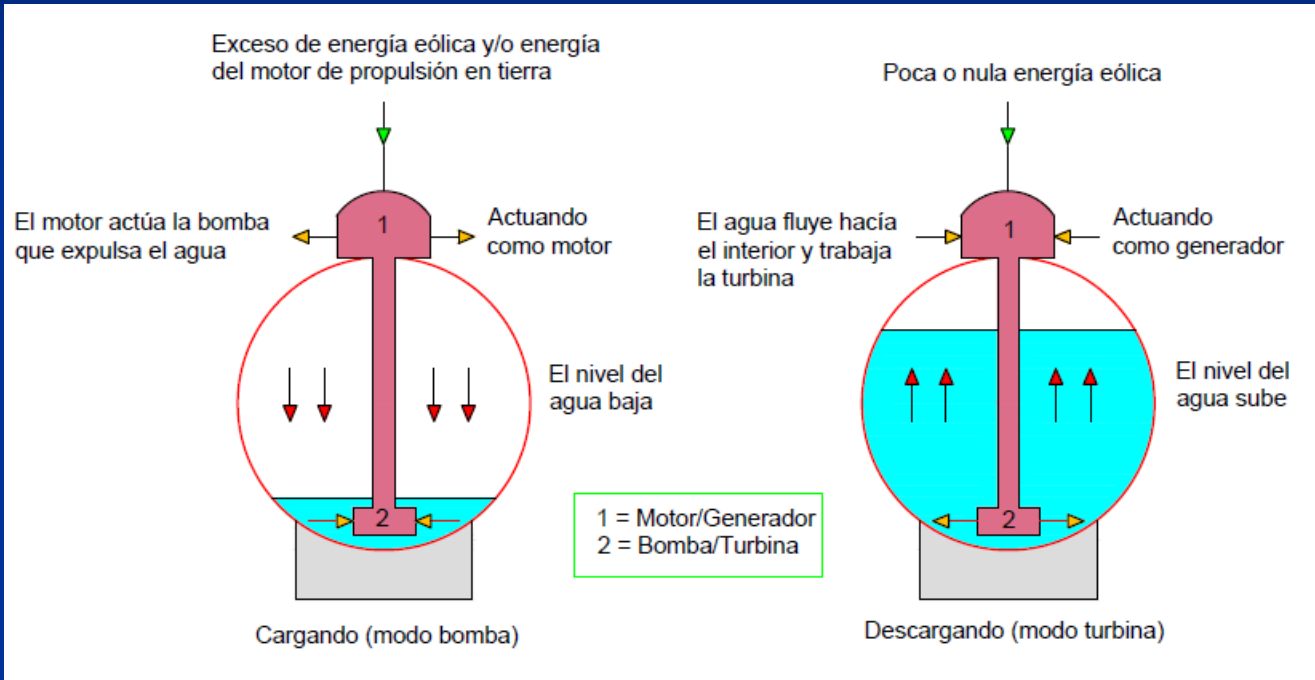 Exceso de energía eólica y/o energía
del motor de propulsión en tierra
El motor actúa la bomba
que expulsa el agua
1
Actuando
como motor
El nivel del
agua baja
2
Cargando (modo bomba)
1 = Motor/Generador
2 = Bomba/Turbina
Poca o nula energía eólica
El agua fluye hacía
el interior y trabaja
la turbina
1
Actuando
como generador
El nivel del
agua sube
2
Descargando (modo turbina)